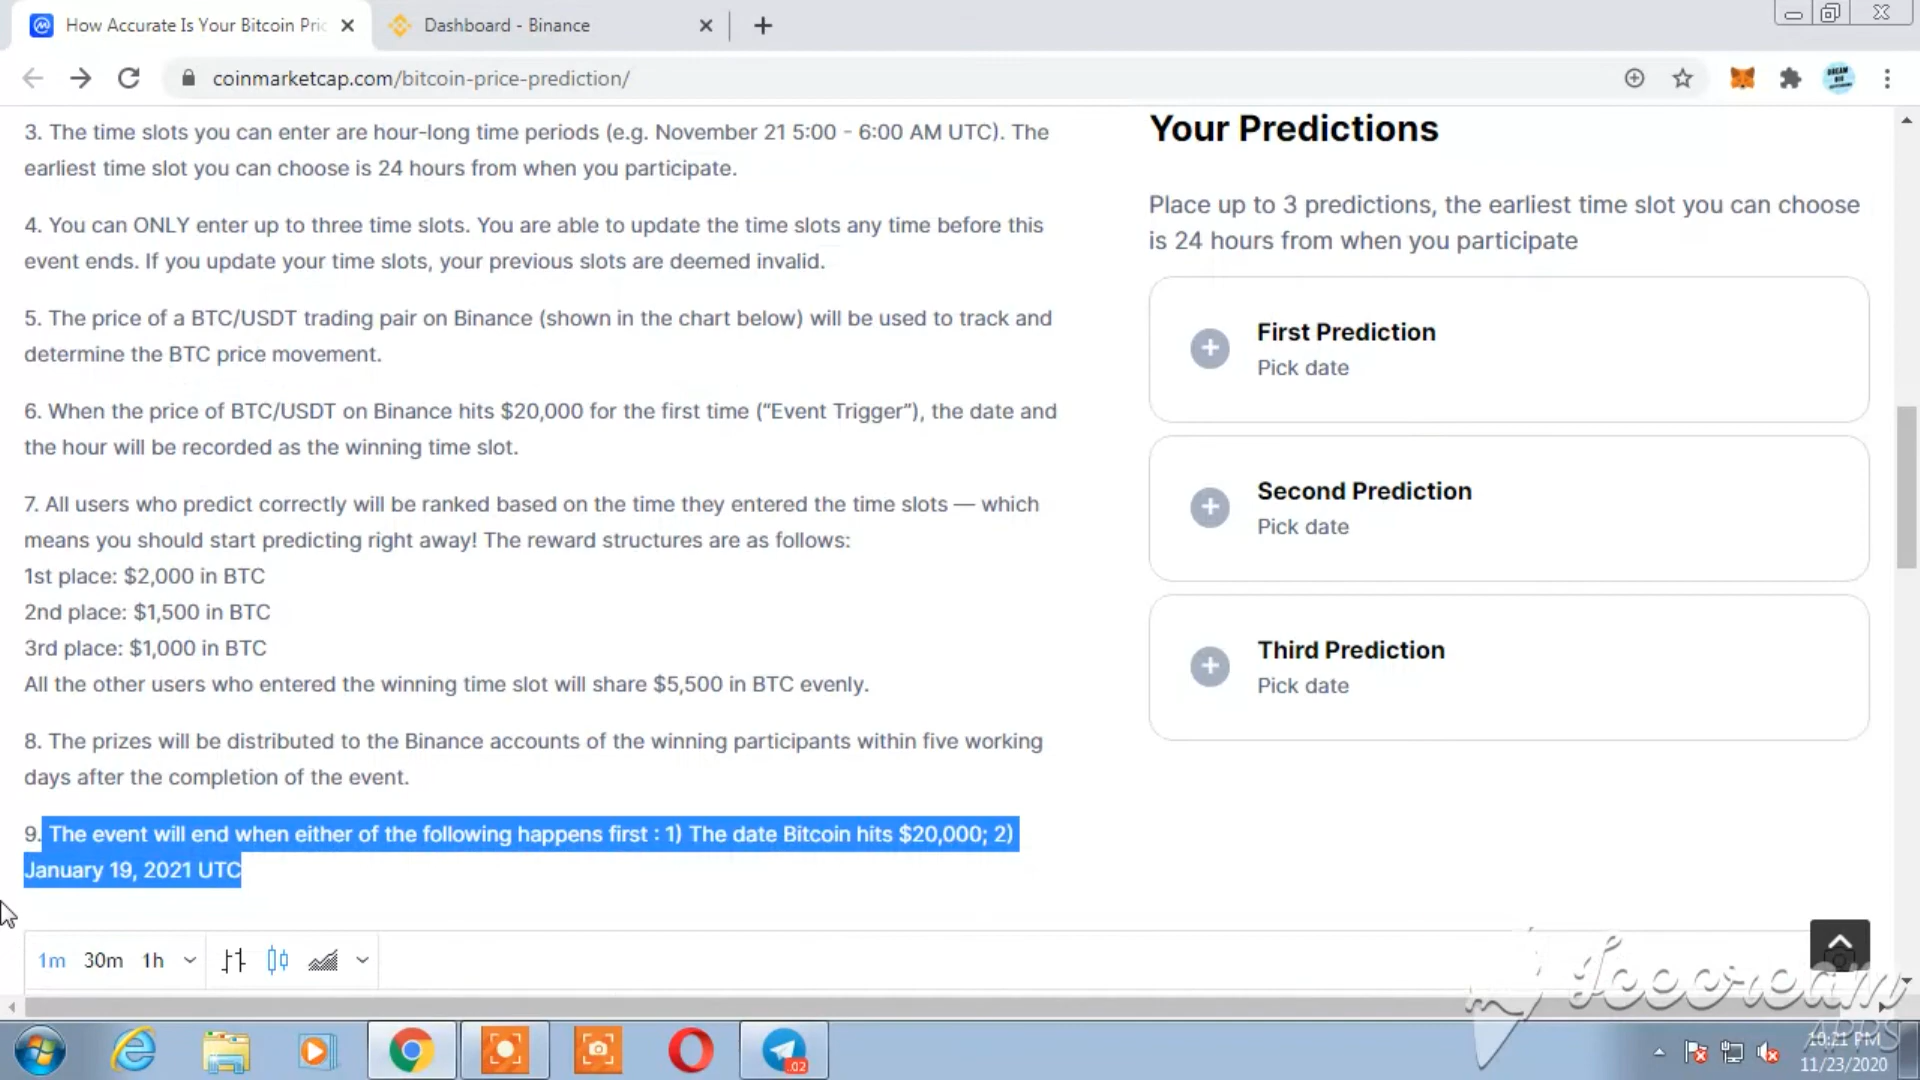 How Accurate Is Your Bitcoin Pric
Dashboard - Binance
coinmarketcap.com/bitcoin-price-prediction/
3. The time slots you can enter are hour-long time periods (e.g. November 21 5:00 - 6:00 AM UTC). The
earliest time slot you can choose is 24 hours from when you participate.
4. You can ONLY enter up to three time slots. You are able to update the time slots any time before this
event ends. If you update your time slots, your previous slots are deemed invalid.
5. The price of a BTC/USDT trading pair on Binance (shown in the chart below) will be used to track and
determine the BTC price movement.
6. When the price of BTC/USDT on Binance hits $20,000 for the first time (“Event Trigger”), the date and
the hour will be recorded as the winning time slot.
7. All users who predict correctly will be ranked based on the time they entered the time slots — which
means you should start predicting right away! The reward structures are as follows:
1st place: $2,000 in BTC
2nd place: $1,500 in BTC
3rd place: $1,000 in BTC
All the other users who entered the winning time slot will share $5,500 in BTC evenly.
8. The prizes will be distributed to the Binance accounts of the winning participants within five working
days after the completion of the event.
9. The event will end when either of the following happens first : 1) The date Bitcoin hits $20,000; 2)
January 19, 2021 UTC
1m 30m 1h
Your Predictions
Place up to 3 predictions, the earliest time slot you can choose
is 24 hours from when you participate
First Prediction
Pick date
Second Prediction
Pick date
Third Prediction
Pick date
Icecream
APPS
.02
10:21 PM
11/23/2020